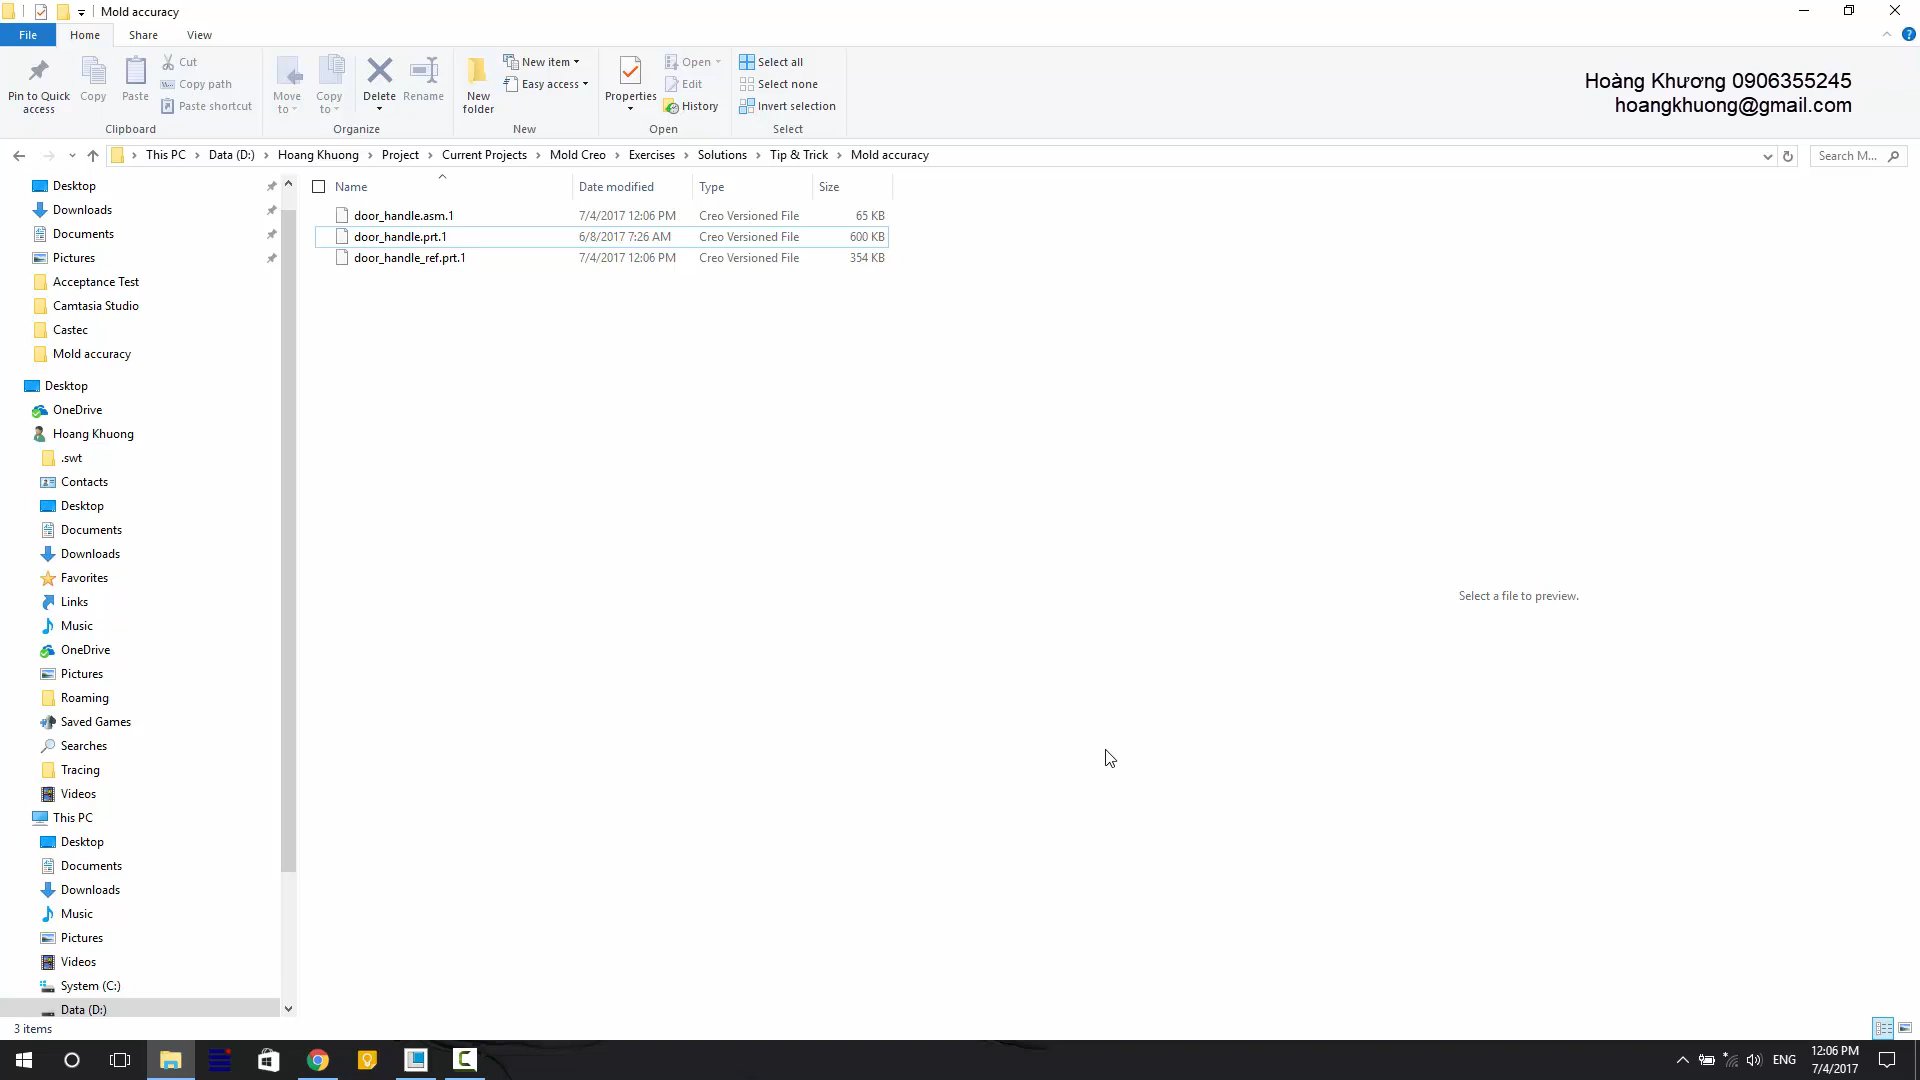 Mold accuracy
File
Home
Share
View
Pin to Quick access
Copy
Paste
Cut
Copy path
Paste shortcut
Clipboard
Move to
Copy to
Delete
Rename
Organize
New folder
New item
Easy access
New
Properties
Open
Edit
History
Open
Select all
Select none
Invert selection
Select
Hoàng Khương 0906355245
hoangkhuong@gmail.com
This PC > Data (D:) > Hoang Khuong > Project > Current Projects > Mold Creo > Exercises > Solutions > Tip & Trick > Mold accuracy
Search M...
Desktop
Downloads
Documents
Pictures
Acceptance Test
Camtasia Studio
Castec
Mold accuracy
Desktop
OneDrive
Hoang Khuong
.swt
Contacts
Desktop
Documents
Downloads
Favorites
Links
Music
OneDrive
Pictures
Roaming
Saved Games
Searches
Tracing
Videos
This PC
Desktop
Documents
Downloads
Music
Pictures
Videos
System (C:)
Data (D:)
Name Date modified Type Size
door_handle.asm.1 7/4/2017 12:06 PM Creo Versioned File 65 KB
door_handle.prt.1 6/8/2017 7:26 AM Creo Versioned File 600 KB
door_handle_ref.prt.1 7/4/2017 12:06 PM Creo Versioned File 354 KB
Select a file to preview.
3 items
ENG
12:06 PM
7/4/2017